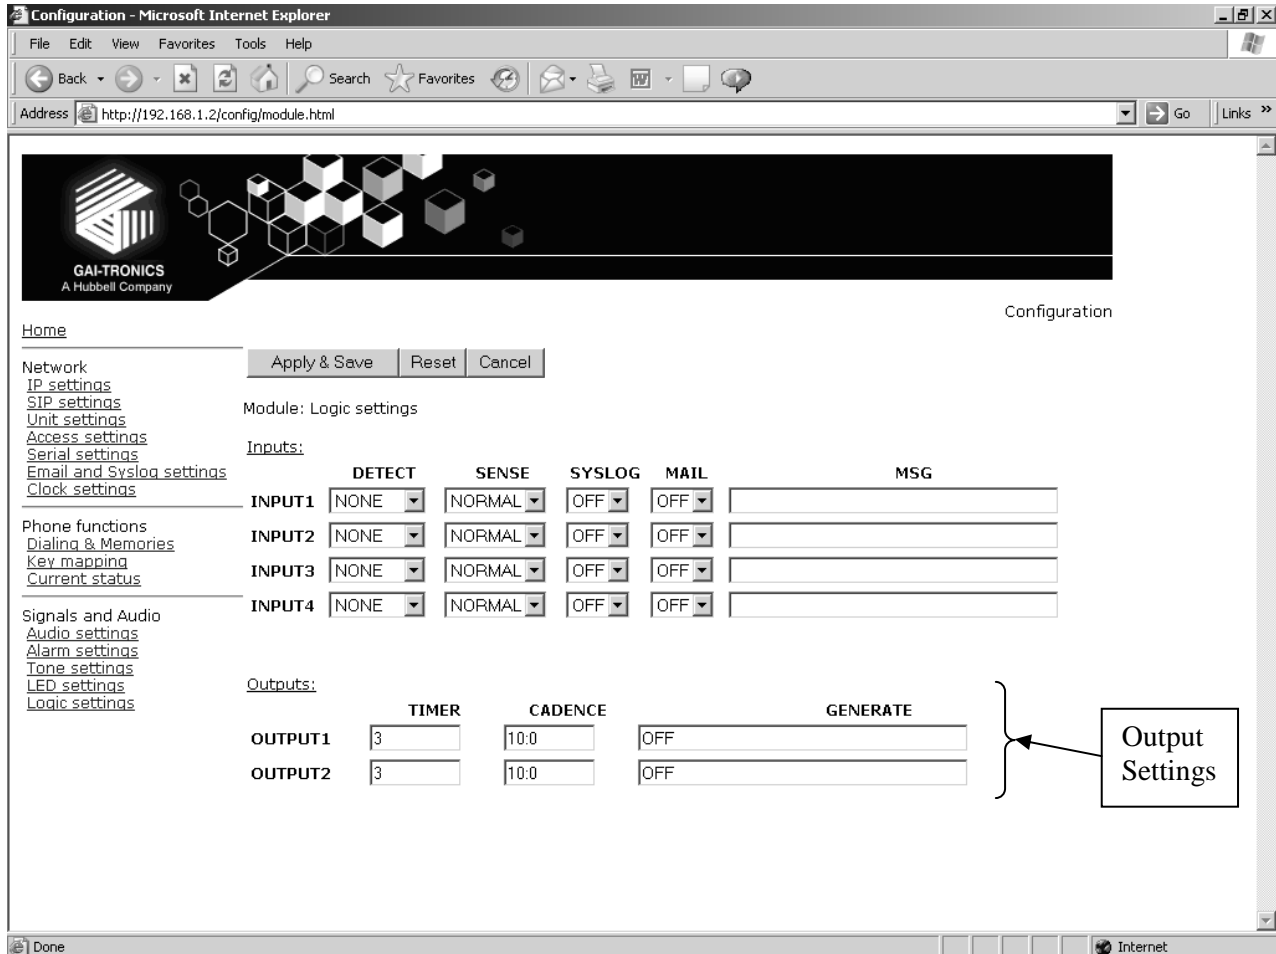 Configuration - Microsoft Internet Explorer
File Edit View Favorites Tools Help
Back Search Favorites
Address http://192.168.1.2/config/module.html Go Links »
GAI-TRONICS
A Hubbell Company
Configuration
Home
Network
IP settings
SIP settings
Unit settings
Access settings
Serial settings
Email and Syslog settings
Clock settings
Phone functions
Dialing & Memories
Key mapping
Current status
Signals and Audio
Audio settings
Alarm settings
Tone settings
LED settings
Logic settings
Apply & Save Reset Cancel
Module: Logic settings
Inputs:
DETECT SENSE SYSLOG MAIL MSG
INPUT1 NONE NORMAL OFF OFF
INPUT2 NONE NORMAL OFF OFF
INPUT3 NONE NORMAL OFF OFF
INPUT4 NONE NORMAL OFF OFF
Outputs:
TIMER CADENCE GENERATE
OUTPUT1 3 10:0 OFF
OUTPUT2 3 10:0 OFF
Output
Settings
Done Internet